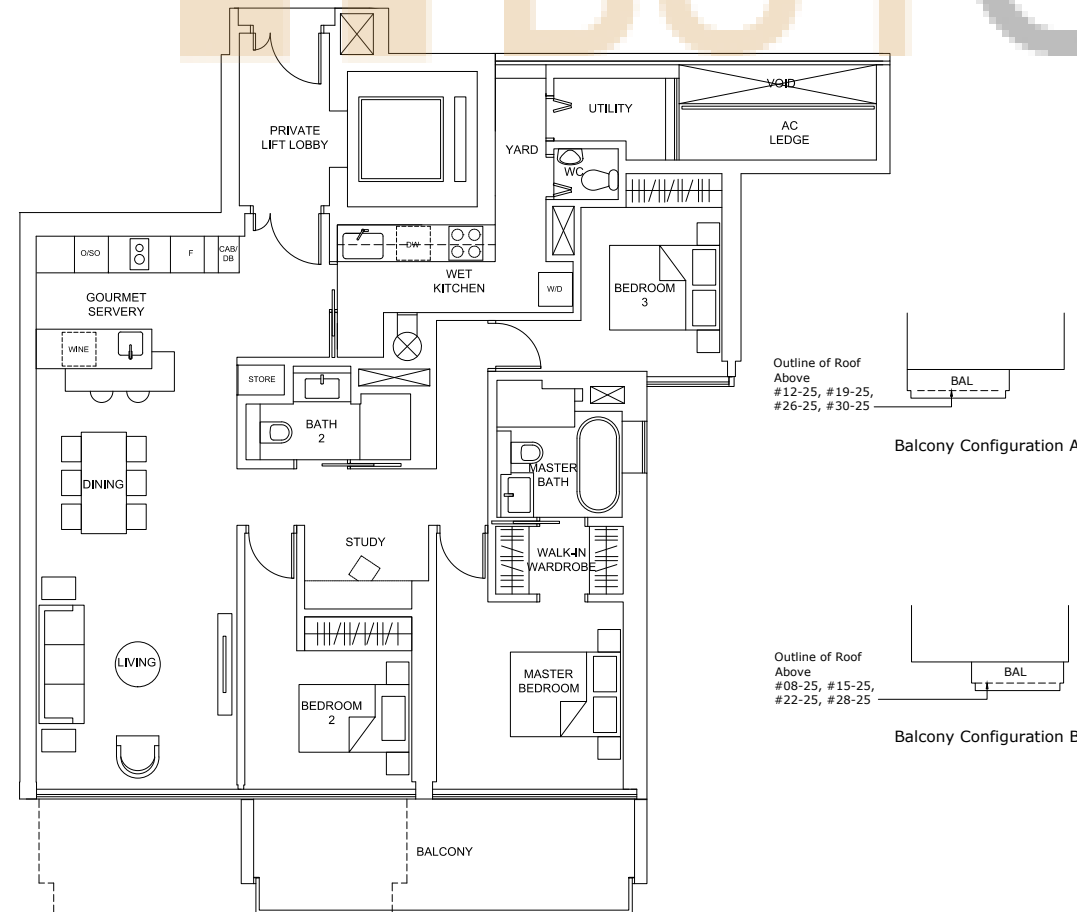 VOID
UTILITY
AC
LEDGE
PRIVATE
LIFT LOBBY
YARD
WC
O/SO
F
CAB/
DB
DW
WET
KITCHEN
W/D
BEDROOM
3
GOURMET
SERVERY
WINE
STORE
BATH
2
DINING
MASTER
BATH
STUDY
WALK-IN
WARDROBE
LIVING
BEDROOM
2
MASTER
BEDROOM
BALCONY
Outline of Roof
Above
#12-25, #19-25,
#26-25, #30-25
BAL
Balcony Configuration A
Outline of Roof
Above
#08-25, #15-25,
#22-25, #28-25
BAL
Balcony Configuration B